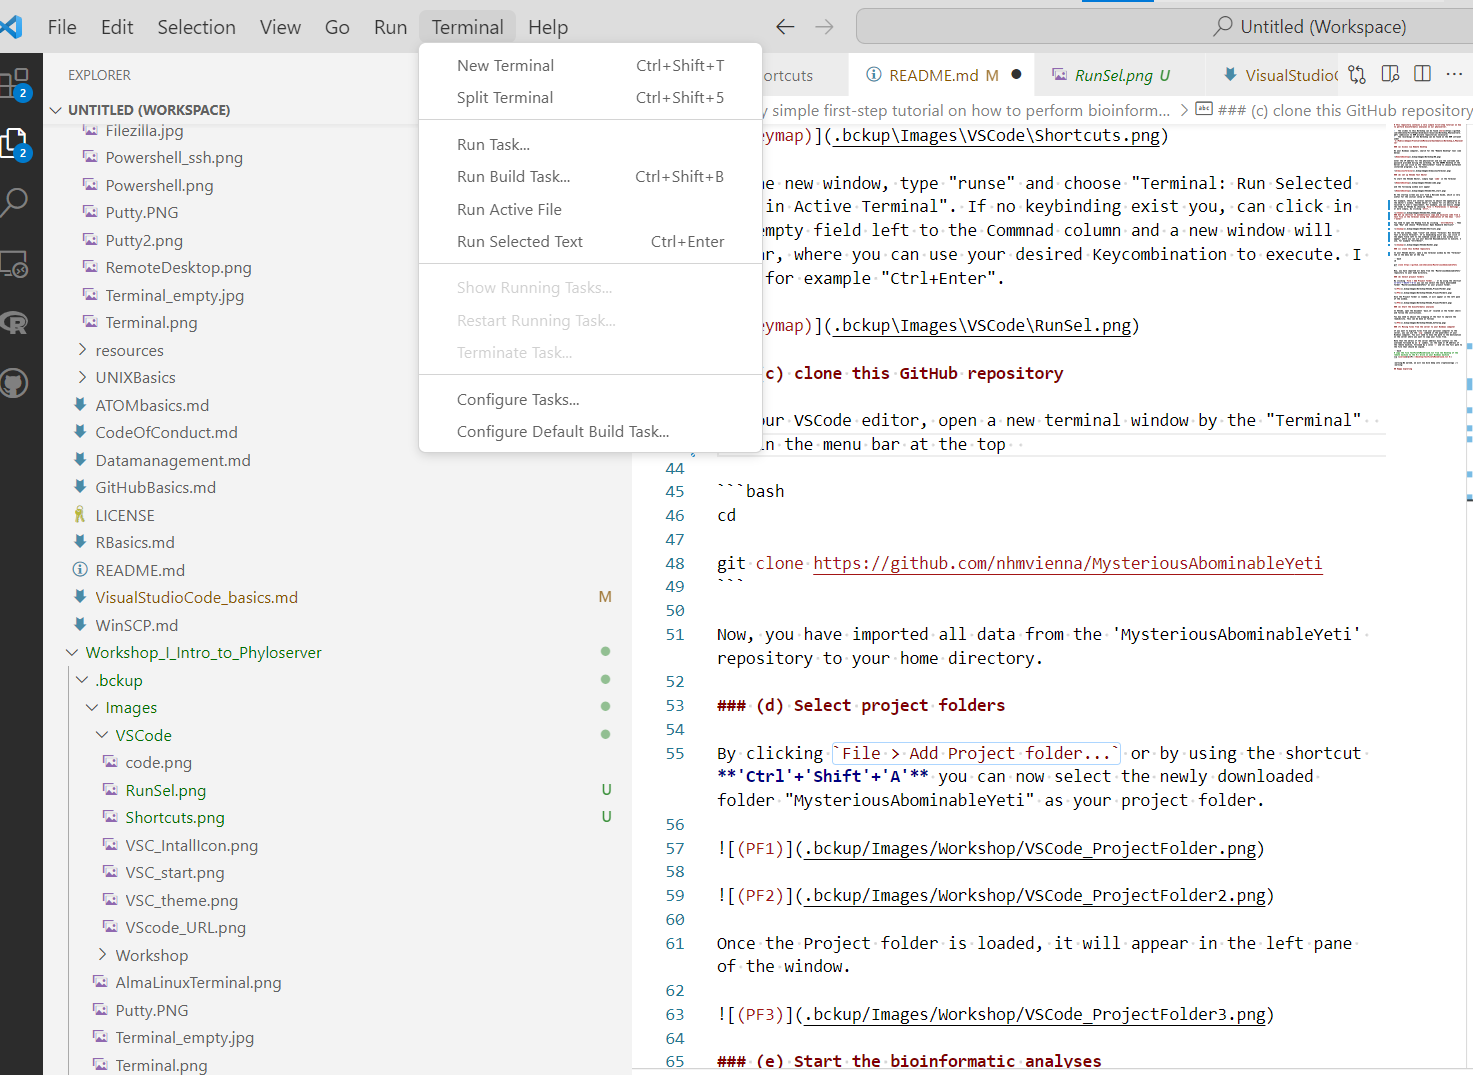 File Edit Selection View Go Run Terminal Help
Untitled (Workspace)
EXPLORER
UNTITLED (WORKSPACE)
2
2
Filezilla.jpg
Powershell_ssh.png
Powershell.png
Putty.PNG
Putty2.png
RemoteDesktop.png
Terminal_empty.jpg
Terminal.png
resources
UNIXBasics
ATOMbasics.md
CodeOfConduct.md
Datamanagement.md
GitHubBasics.md
LICENSE
RBasics.md
README.md
VisualStudioCode_basics.md M
WinSCP.md
Workshop_I_Intro_to_Phyloserver
.bckup
Images
VSCode
code.png
RunSel.png U
Shortcuts.png U
VSC_IntallIcon.png
VSC_start.png
VSC_theme.png
VScode_URL.png
Workshop
AlmaLinuxTerminal.png
Putty.PNG
Terminal_empty.jpg
Terminal.png
New Terminal Ctrl+Shift+T
Split Terminal Ctrl+Shift+5
Run Task...
Run Build Task... Ctrl+Shift+B
Run Active File
Run Selected Text Ctrl+Enter
Show Running Tasks...
Restart Running Task...
Terminate Task...
Configure Tasks...
Configure Default Build Task...
ortcuts README.md M RunSel.png U VisualStudioC
y simple first-step tutorial on how to perform bioinform... > ### (c) clone this GitHub repository
eymap)](.bckup\Images\VSCode\Shortcuts.png)
ne new window, type "runse" and choose "Terminal: Run Selected
in Active Terminal". If no keybinding exist you, can click in
empty field left to the Commnad column and a new window will
ar, where you can use your desired Keycombination to execute. I
for example "Ctrl+Enter".
eymap)](.bckup\Images\VSCode\RunSel.png)
c) clone this GitHub repository
our VSCode editor, open a new terminal window by the "Terminal"
in the menu bar at the top
44
45 ```bash
46 cd
47
48 git clone https://github.com/nhmvienna/MysteriousAbominableYeti
49 ```
50
51 Now, you have imported all data from the 'MysteriousAbominableYeti'
repository to your home directory.
52
53 ### (d) Select project folders
54
55 By clicking `File > Add Project folder...` or by using the shortcut
**'Ctrl'+'Shift'+'A'** you can now select the newly downloaded
folder "MysteriousAbominableYeti" as your project folder.
56
57 ![(PF1)](.bckup/Images/Workshop/VSCode_ProjectFolder.png)
58
59 ![(PF2)](.bckup/Images/Workshop/VSCode_ProjectFolder2.png)
60
61 Once the Project folder is loaded, it will appear in the left pane
of the window.
62
63 ![(PF3)](.bckup/Images/Workshop/VSCode_ProjectFolder3.png)
64
65 ### (e) Start the bioinformatic analyses